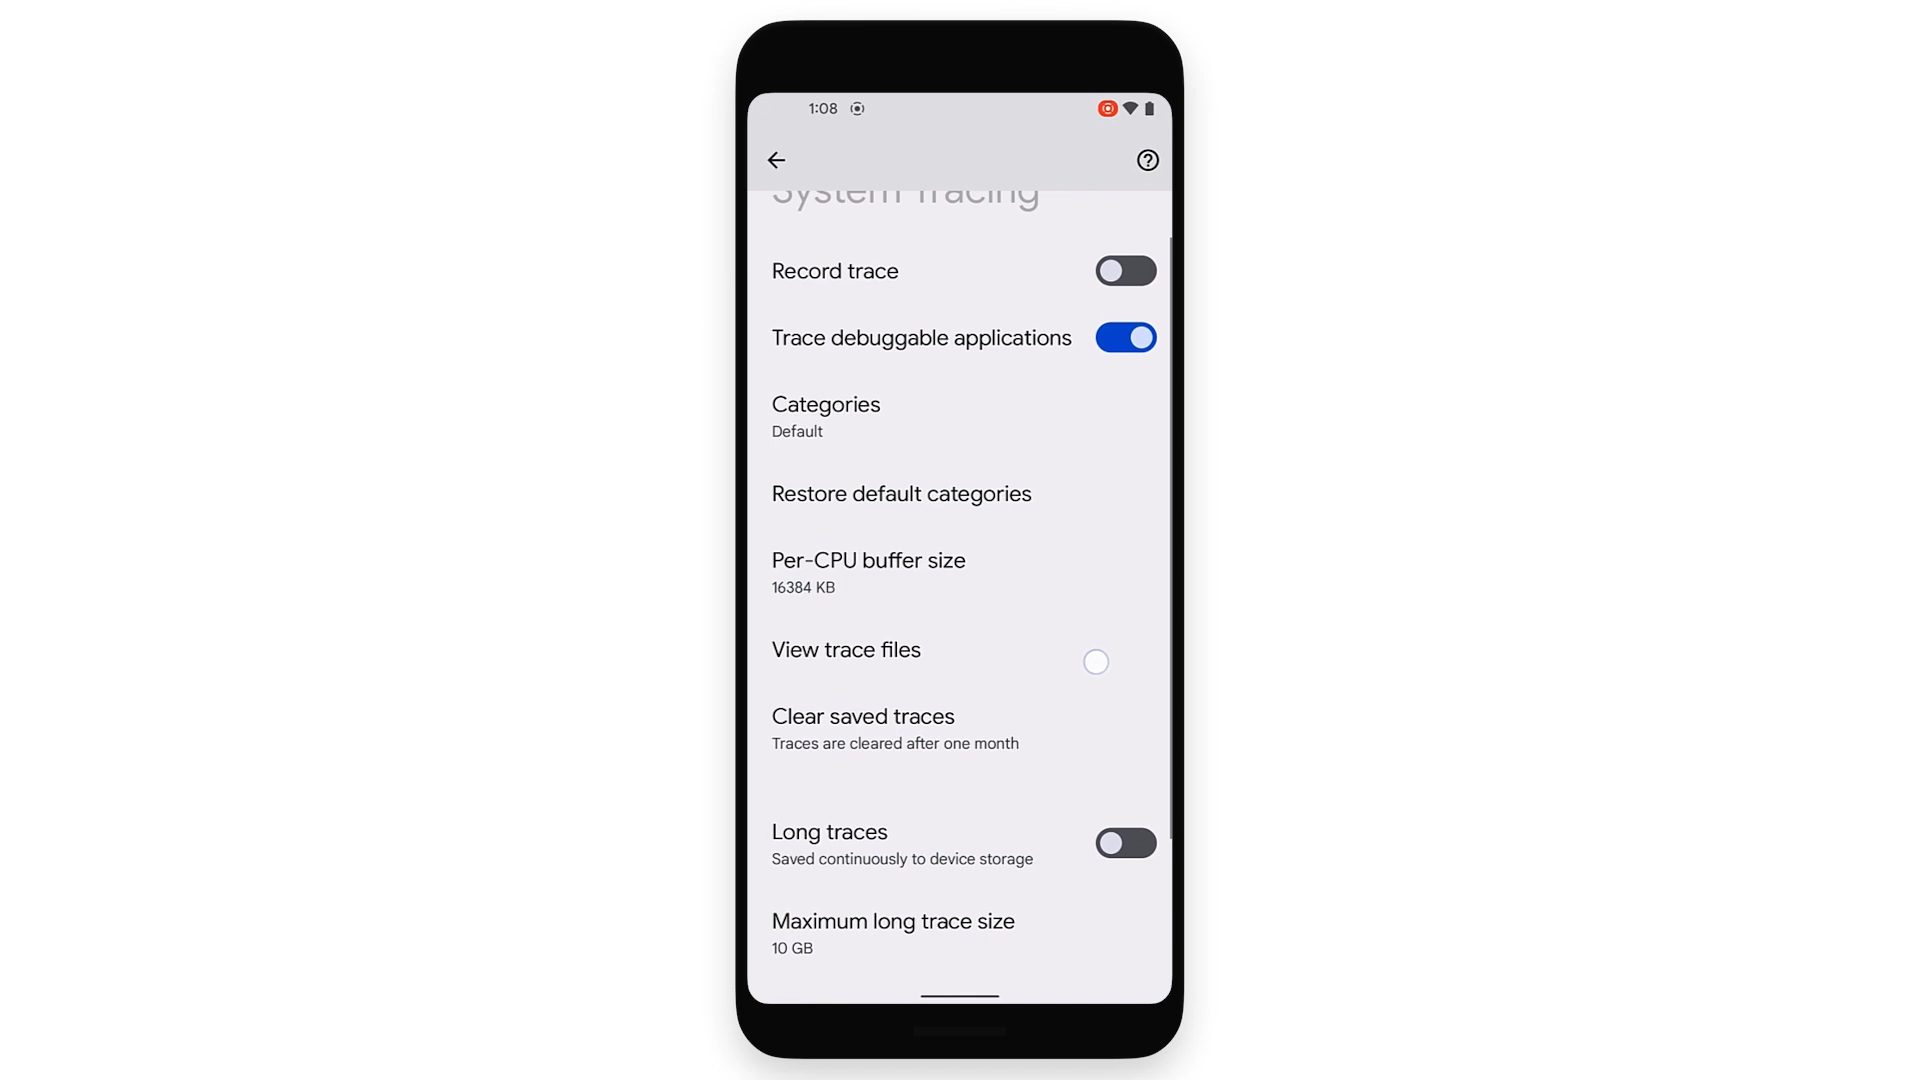 1:08
System Tracing
Record trace
Trace debuggable applications
Categories
Default
Restore default categories
Per-CPU buffer size
16384 KB
View trace files
Clear saved traces
Traces are cleared after one month
Long traces
Saved continuously to device storage
Maximum long trace size
10 GB